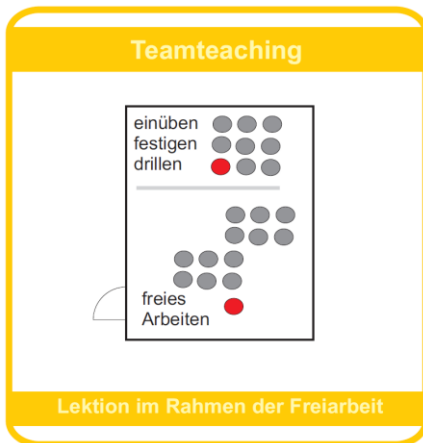 Teamteaching
einüben
festigen
drillen
freies
Arbeiten
Lektion im Rahmen der Freiarbeit